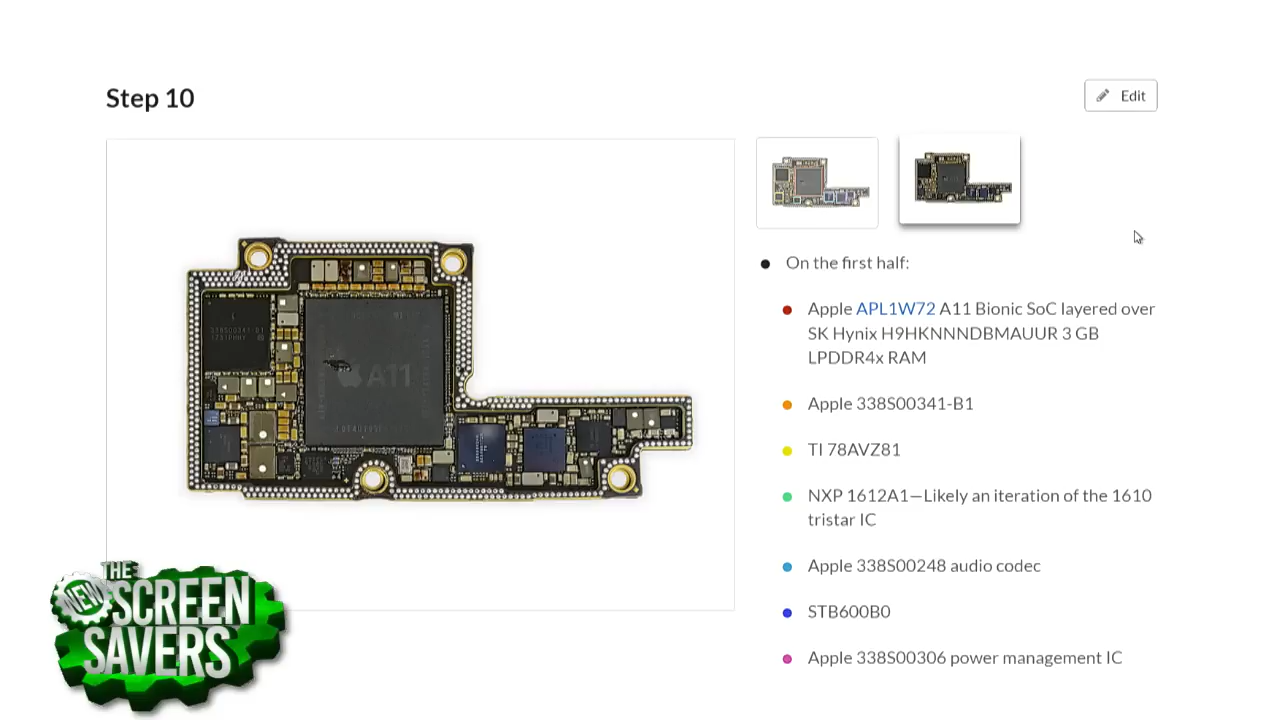 Step 10
Edit
On the first half:
Apple APL1W72 A11 Bionic SoC layered over
SK Hynix H9HKNNNDBMAUUR 3 GB
LPDDR4x RAM
Apple 338S00341-B1
TI 78AVZ81
NXP 1612A1—Likely an iteration of the 1610
tristar IC
Apple 338S00248 audio codec
STB600B0
Apple 338S00306 power management IC
338S00341-B1
A11
THE
NEW
SCREEN
SAVERS